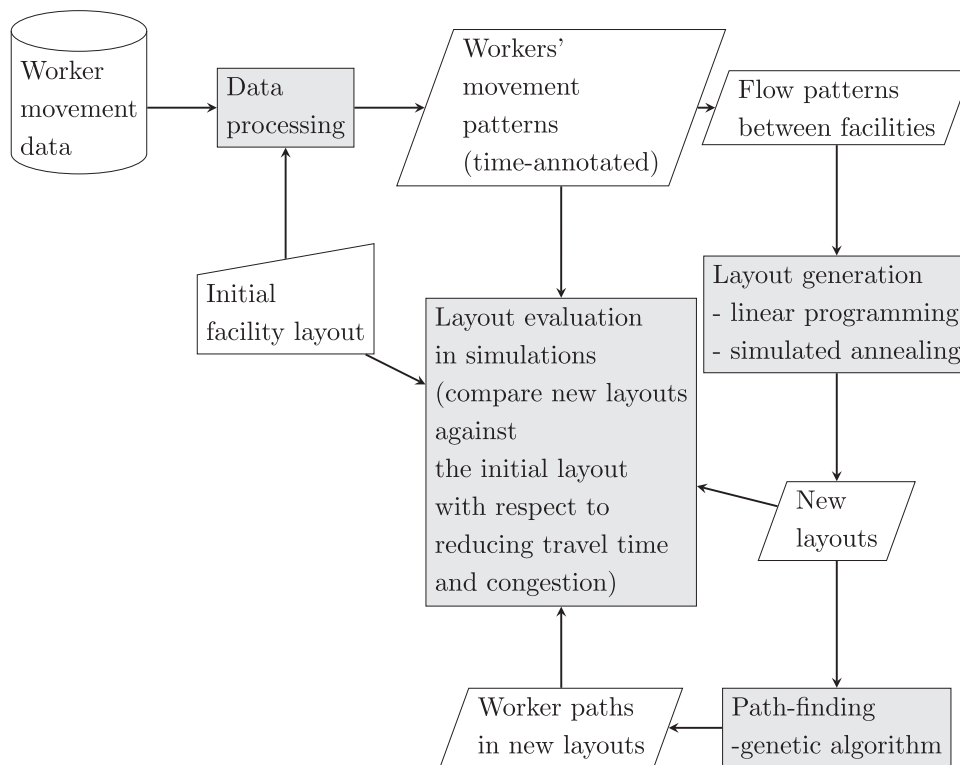 Worker
movement
data
Data
processing
Workers'
movement
patterns
(time-annotated)
Flow patterns
between facilities
Initial
facility layout
Layout evaluation
in simulations
(compare new layouts
against
the initial layout
with respect to
reducing travel time
and congestion)
Layout generation
- linear programming
- simulated annealing
New
layouts
Worker paths
in new layouts
Path-finding
-genetic algorithm